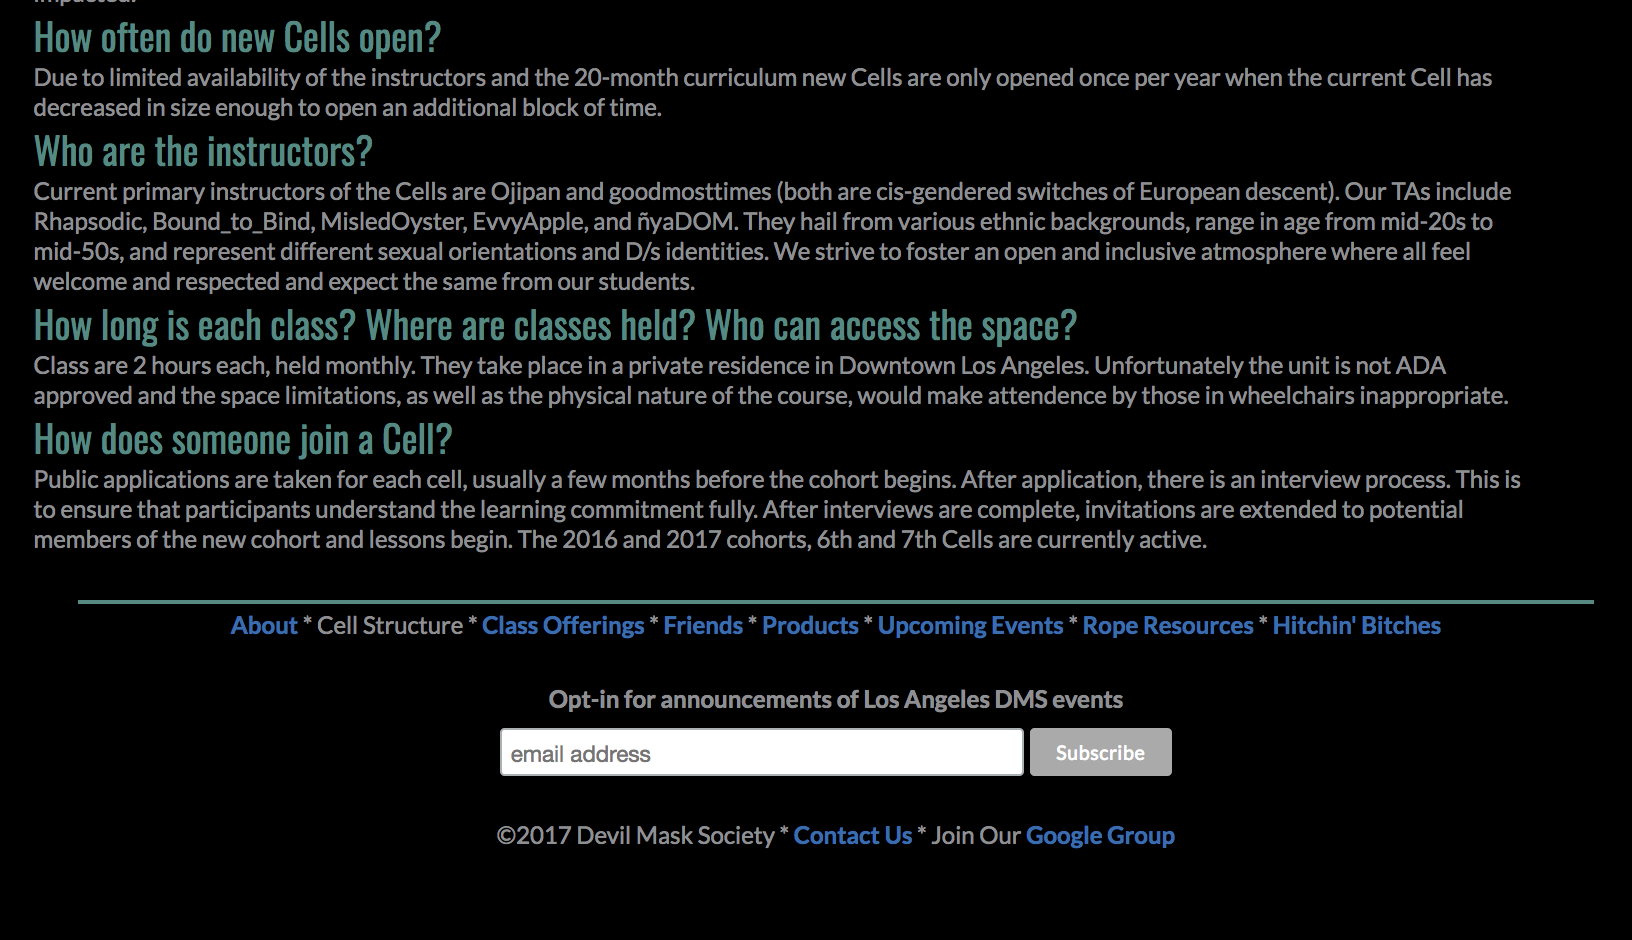 impacted.
How often do new Cells open?
Due to limited availability of the instructors and the 20-month curriculum new Cells are only opened once per year when the current Cell has
decreased in size enough to open an additional block of time.
Who are the instructors?
Current primary instructors of the Cells are Ojipan and goodmosttimes (both are cis-gendered switches of European descent). Our TAs include
Rhapsodic, Bound_to_Bind, MisledOyster, EvvyApple, and ñyaDOM. They hail from various ethnic backgrounds, range in age from mid-20s to
mid-50s, and represent different sexual orientations and D/s identities. We strive to foster an open and inclusive atmosphere where all feel
welcome and respected and expect the same from our students.
How long is each class? Where are classes held? Who can access the space?
Class are 2 hours each, held monthly. They take place in a private residence in Downtown Los Angeles. Unfortunately the unit is not ADA
approved and the space limitations, as well as the physical nature of the course, would make attendence by those in wheelchairs inappropriate.
How does someone join a Cell?
Public applications are taken for each cell, usually a few months before the cohort begins. After application, there is an interview process. This is
to ensure that participants understand the learning commitment fully. After interviews are complete, invitations are extended to potential
members of the new cohort and lessons begin. The 2016 and 2017 cohorts, 6th and 7th Cells are currently active.
About * Cell Structure * Class Offerings * Friends * Products * Upcoming Events * Rope Resources * Hitchin' Bitches
Opt-in for announcements of Los Angeles DMS events
email address Subscribe
©2017 Devil Mask Society * Contact Us * Join Our Google Group